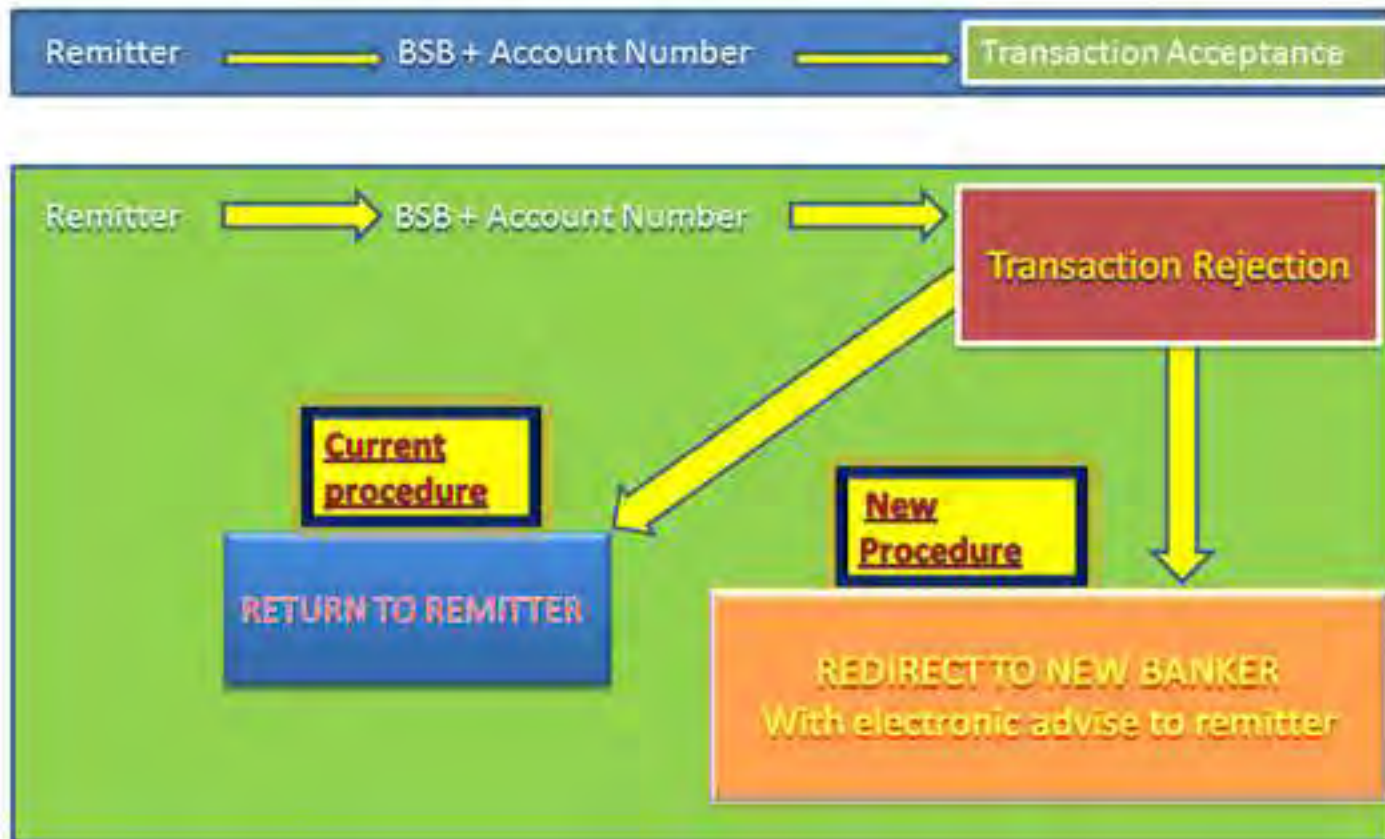 Remitter BSB + Account Number Transaction Acceptance
Remitter BSB + Account Number
Transaction Rejection
Current
procedure
RETURN TO REMITTER
New
Procedure
REDIRECT TO NEW BANKER
With electronic advise to remitter